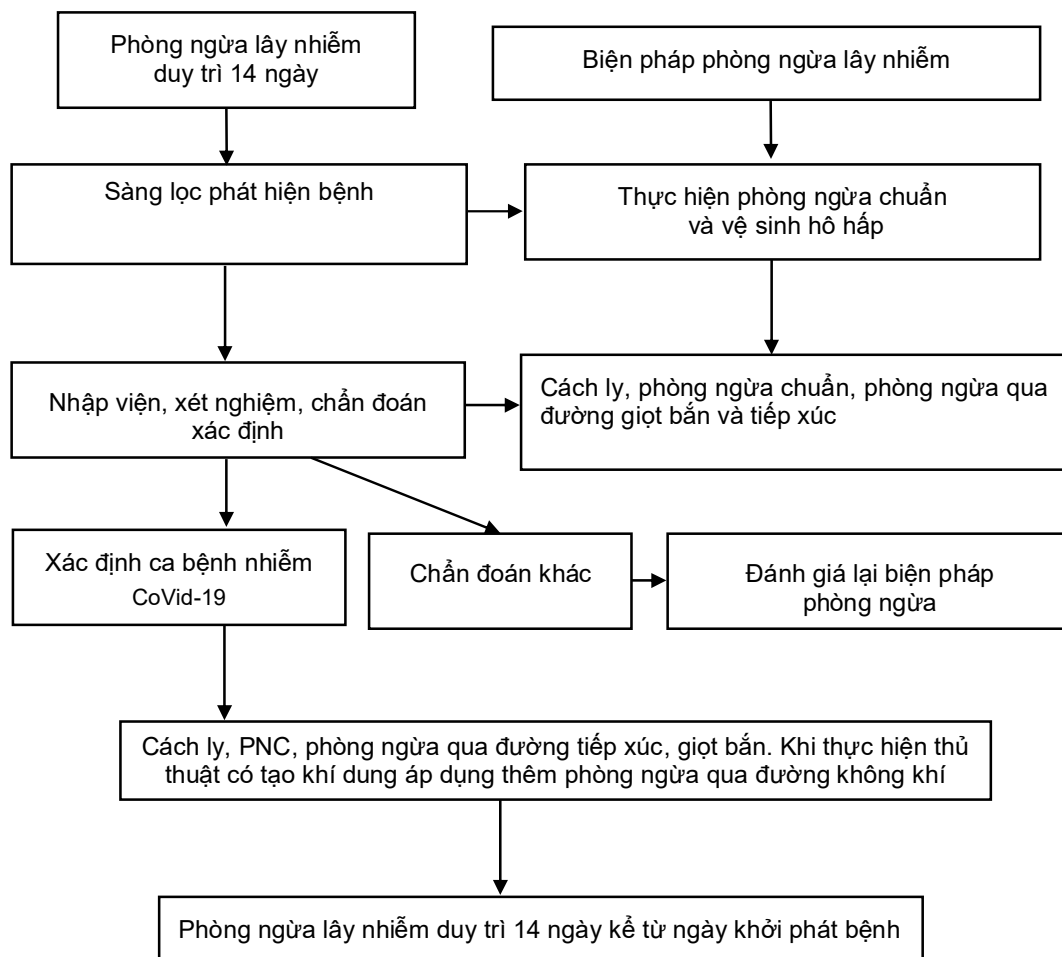 Phòng ngừa lây nhiễm
duy trì 14 ngày
Biện pháp phòng ngừa lây nhiễm
Sàng lọc phát hiện bệnh
Thực hiện phòng ngừa chuẩn
và vệ sinh hô hấp
Nhập viện, xét nghiệm, chẩn đoán
xác định
Cách ly, phòng ngừa chuẩn, phòng ngừa qua
đường giọt bắn và tiếp xúc
Xác định ca bệnh nhiễm
CoVid-19
Chẩn đoán khác
Đánh giá lại biện pháp
phòng ngừa
Cách ly, PNC, phòng ngừa qua đường tiếp xúc, giọt bắn. Khi thực hiện thủ
thuật có tạo khí dung áp dụng thêm phòng ngừa qua đường không khí
Phòng ngừa lây nhiễm duy trì 14 ngày kể từ ngày khởi phát bệnh